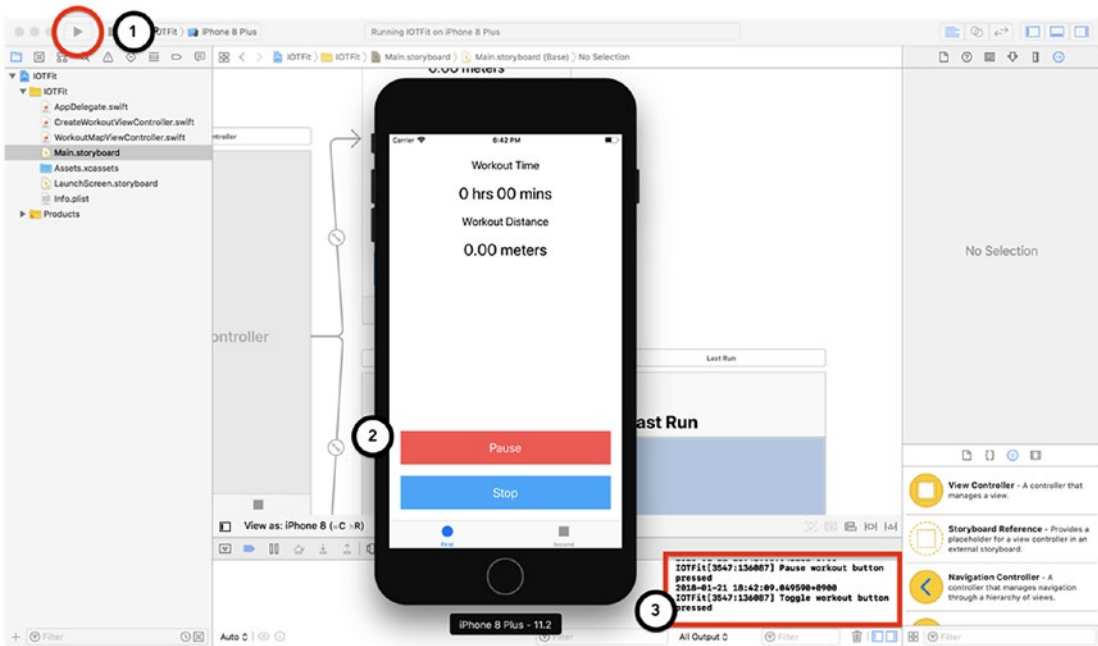 1
iPhone 8 Plus
Running IOTFit on iPhone 8 Plus
IOTFit
IOTFit
AppDelegate.swift
CreateWorkoutViewController.swift
WorkoutMapViewController.swift
Main.storyboard
Assets.xcassets
LaunchScreen.storyboard
Info.plist
Products
Filter
IOTFit
IOTFit
Main.storyboard
Main.storyboard (Base)
No Selection
0.00 meters
ntroller
ontroller
Carrier
6:42 PM
Workout Time
0 hrs 00 mins
Workout Distance
0.00 meters
2
Pause
Stop
First
Second
iPhone 8 Plus - 11.2
Last Run
ast Run
View as: iPhone 8 (wC hR)
Auto
Filter
IOTFit[3547:136087] Pause workout button
pressed
2018-01-21 18:42:09.049590+0900
IOTFit[3547:136087] Toggle workout button
pressed
3
All Output
Filter
No Selection
View Controller - A controller that
manages a view.
Storyboard Reference - Provides a
placeholder for a view controller in an
external storyboard.
Navigation Controller - A
controller that manages navigation
through a hierarchy of views.
Filter